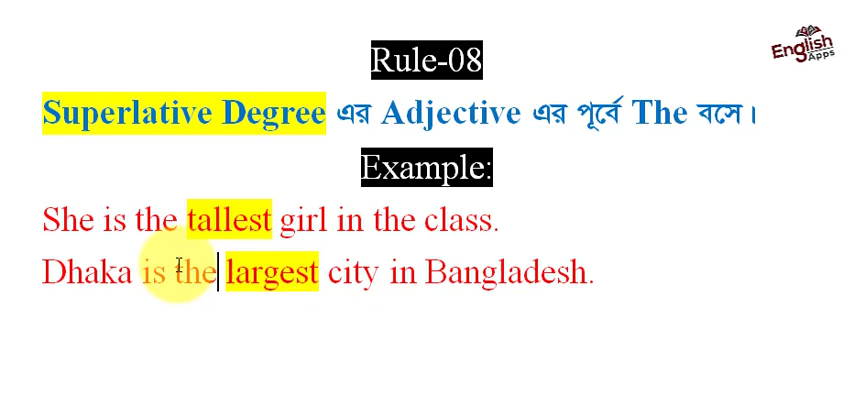 English
Apps
Rule-08
Superlative Degree এর Adjective এর পূর্বে The বসে।
Example:
She is the tallest girl in the class.
Dhaka is the largest city in Bangladesh.